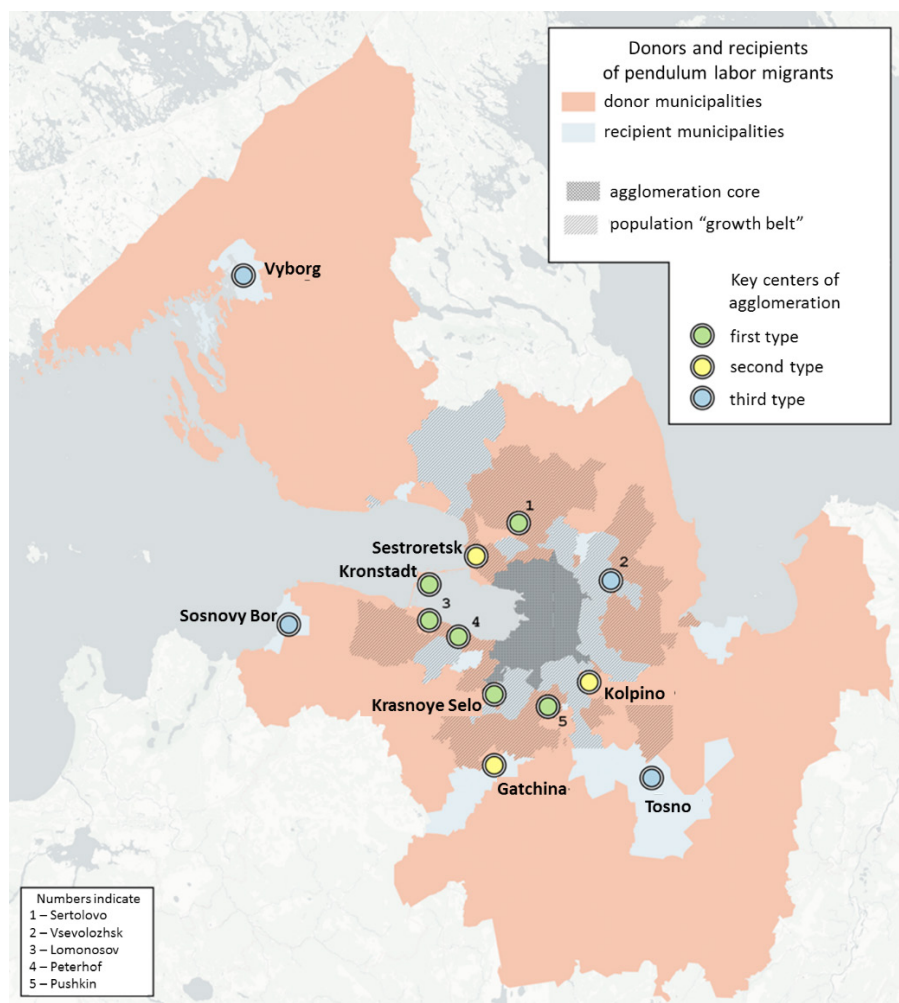 Donors and recipients
of pendulum labor migrants
donor municipalities
recipient municipalities
agglomeration core
population “growth belt”
Key centers of
agglomeration
first type
second type
third type
Vyborg
1
Sestroretsk
2
Kronstadt
3
Sosnovy Bor
4
Kolpino
Krasnoye Selo
5
Gatchina
Tosno
Numbers indicate
1 – Sertolovo
2 – Vsevolozhsk
3 – Lomonosov
4 – Peterhof
5 – Pushkin